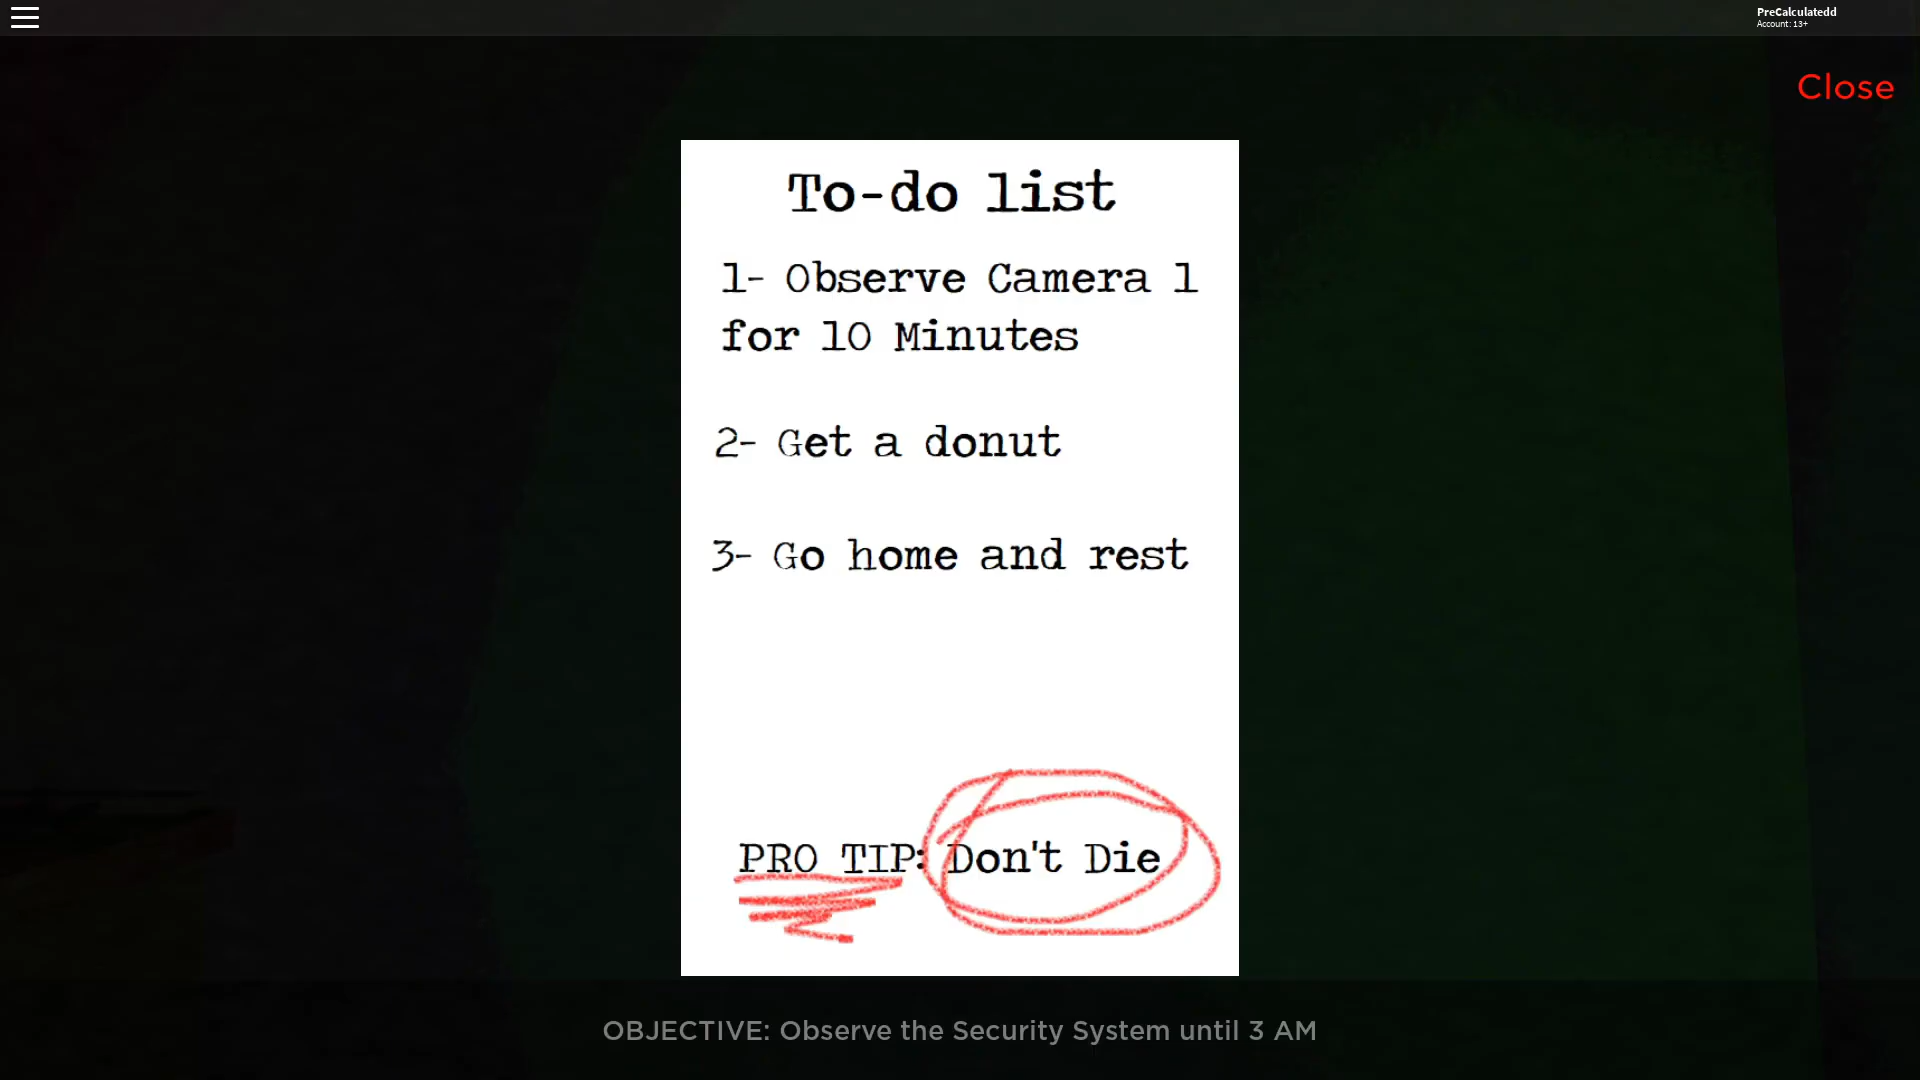 PreCalculatedd
Account: 13+
Close
To-do list
1- Observe Camera 1
for 10 Minutes
2- Get a donut
3- Go home and rest
PRO TIP: Don't Die
OBJECTIVE: Observe the Security System until 3 AM